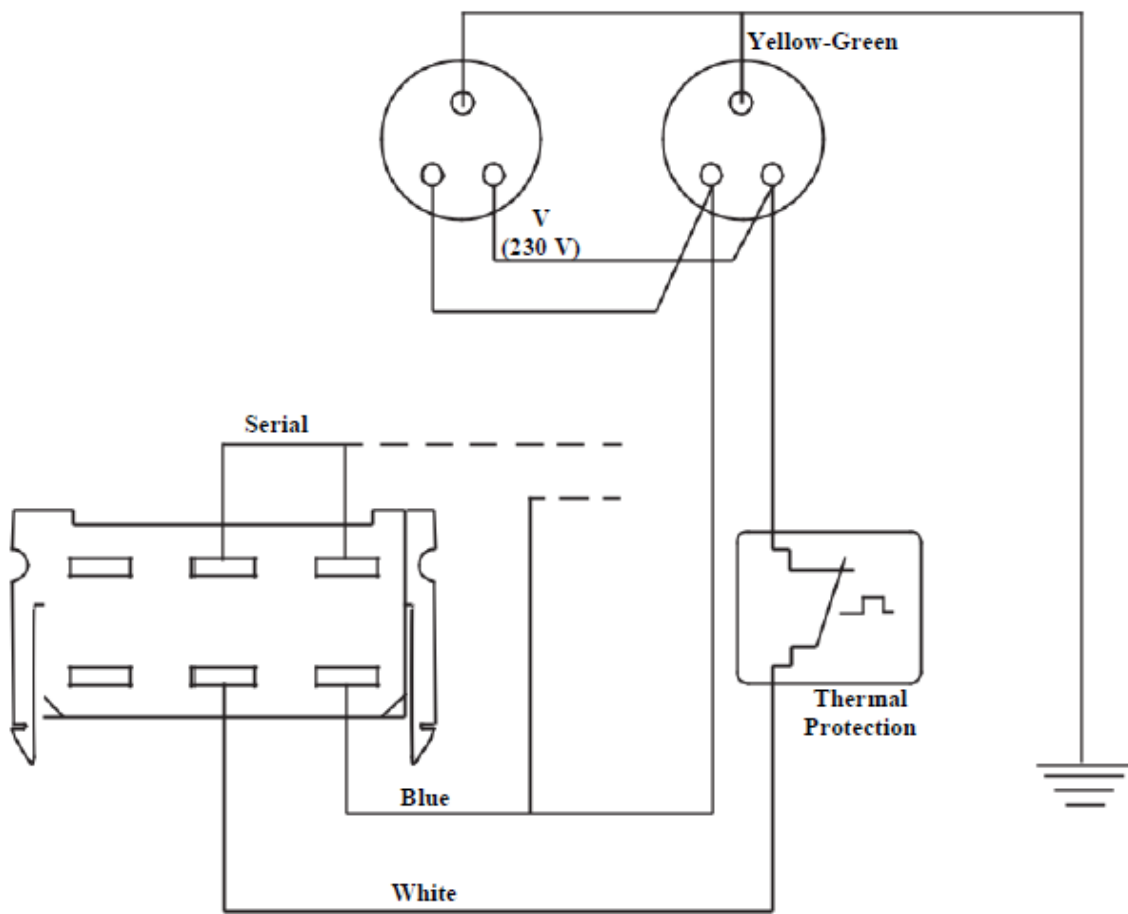 Yellow-Green
V
(230 V)
Serial
Thermal
Protection
Blue
White